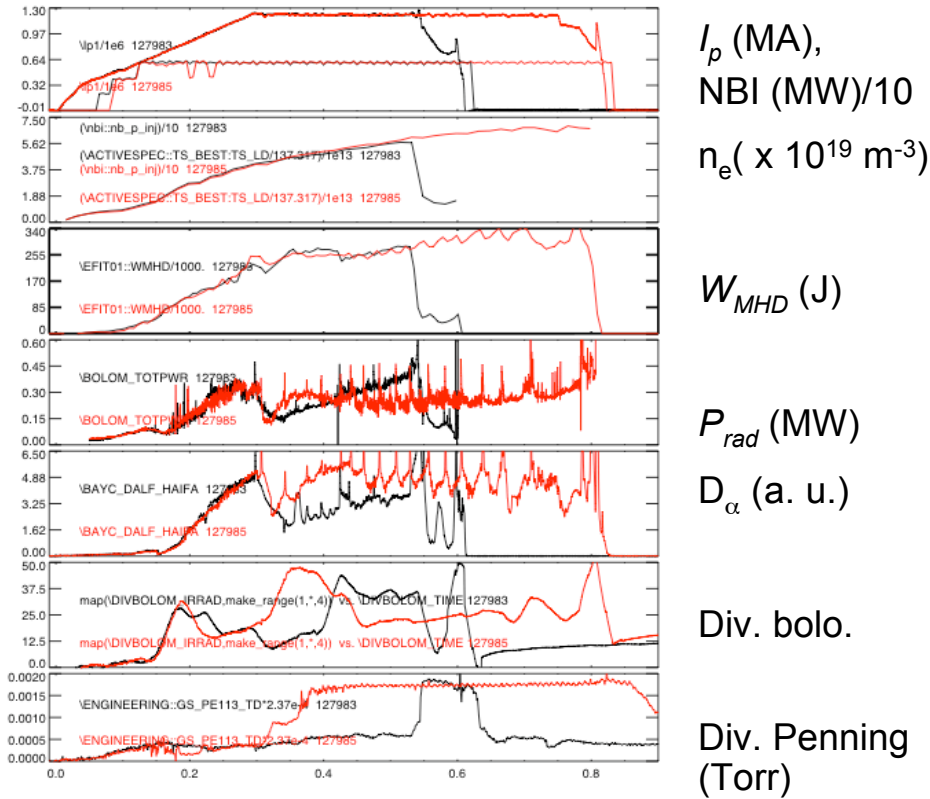 1.30
0.97
0.64
0.32
-0.01
\Ip1/1e6 127983
\Ip1/1e6 127985
I_p (MA),
NBI (MW)/10
7.50
5.62
3.75
1.88
0.00
(\nbi::nb_p_inj)/10 127983
(\ACTIVESPEC::TS_BEST:TS_LD/137.317)/1e13 127983
(\nbi::nb_p_inj)/10 127985
(\ACTIVESPEC::TS_BEST:TS_LD/137.317)/1e13 127985
n_e( x 10¹⁹ m⁻³)
340
255
170
85
0
\EFIT01::WMHD/1000. 127983
\EFIT01::WMHD/1000. 127985
W_MHD (J)
0.60
0.45
0.30
0.15
0.00
\BOLOM_TOTPWR 127983
\BOLOM_TOTPWR 127985
P_rad (MW)
6.50
4.88
3.25
1.62
0.00
\BAYC_DALF_HAIFA 127983
\BAYC_DALF_HAIFA 127985
D_α (a. u.)
50.0
37.5
25.0
12.5
0.0
map(\DIVBOLOM_IRRAD,make_range(1,*,4)) vs. \DIVBOLOM_TIME 127983
map(\DIVBOLOM_IRRAD,make_range(1,*,4)) vs. \DIVBOLOM_TIME 127985
Div. bolo.
0.0020
0.0015
0.0010
0.0005
0.0000
\ENGINEERING::GS_PE113_TD*2.37e-4 127983
\ENGINEERING::GS_PE113_TD*2.37e-4 127985
Div. Penning
(Torr)
0.0 0.2 0.4 0.6 0.8